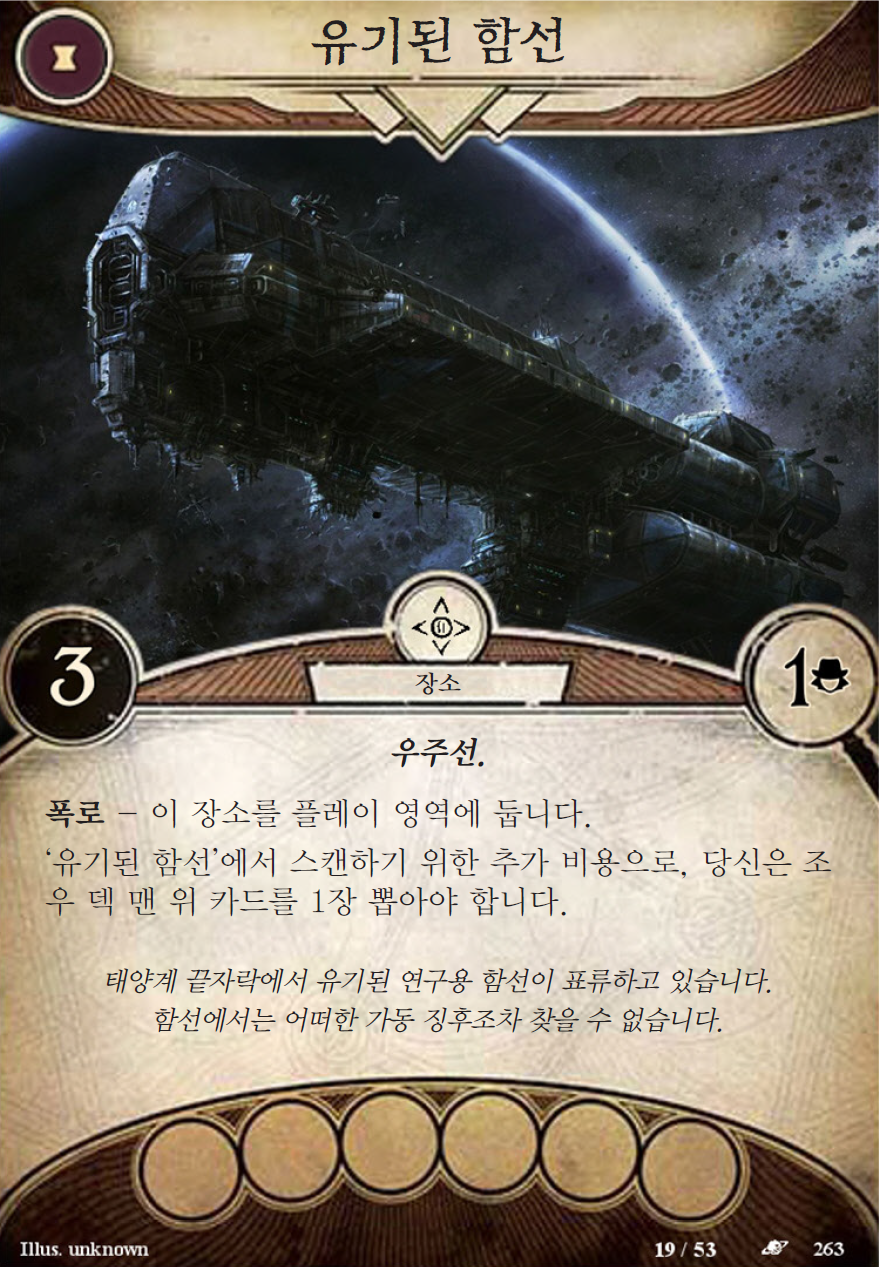 유기된 함선
3
장소
1
우주선.
폭로 – 이 장소를 플레이 영역에 둡니다.
‘유기된 함선’에서 스캔하기 위한 추가 비용으로, 당신은 조
우 덱 맨 위 카드를 1장 뽑아야 합니다.
태양계 끝자락에서 유기된 연구용 함선이 표류하고 있습니다.
함선에서는 어떠한 가동 징후조차 찾을 수 없습니다.
Illus. unknown
19 / 53
263